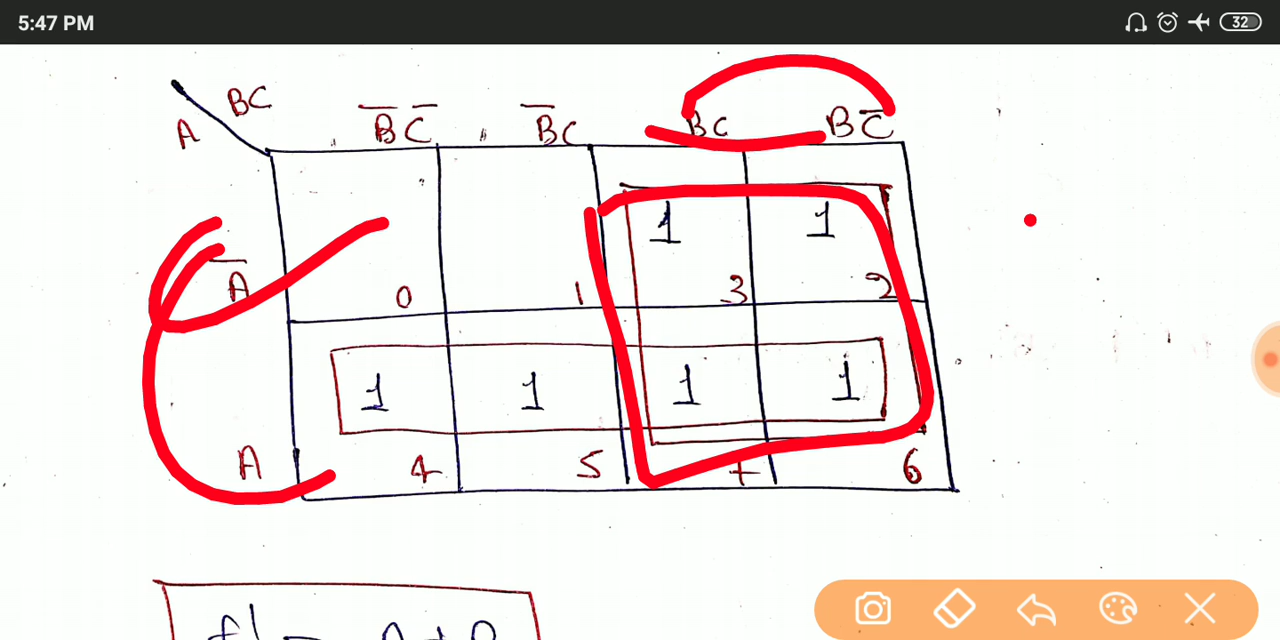 5:47 PM
32
BC
A
B̅ C̅ B̅ C BC B C̅
1 1
A̅
0 1 3 2
1 1 1 1
A 4 5 7 6